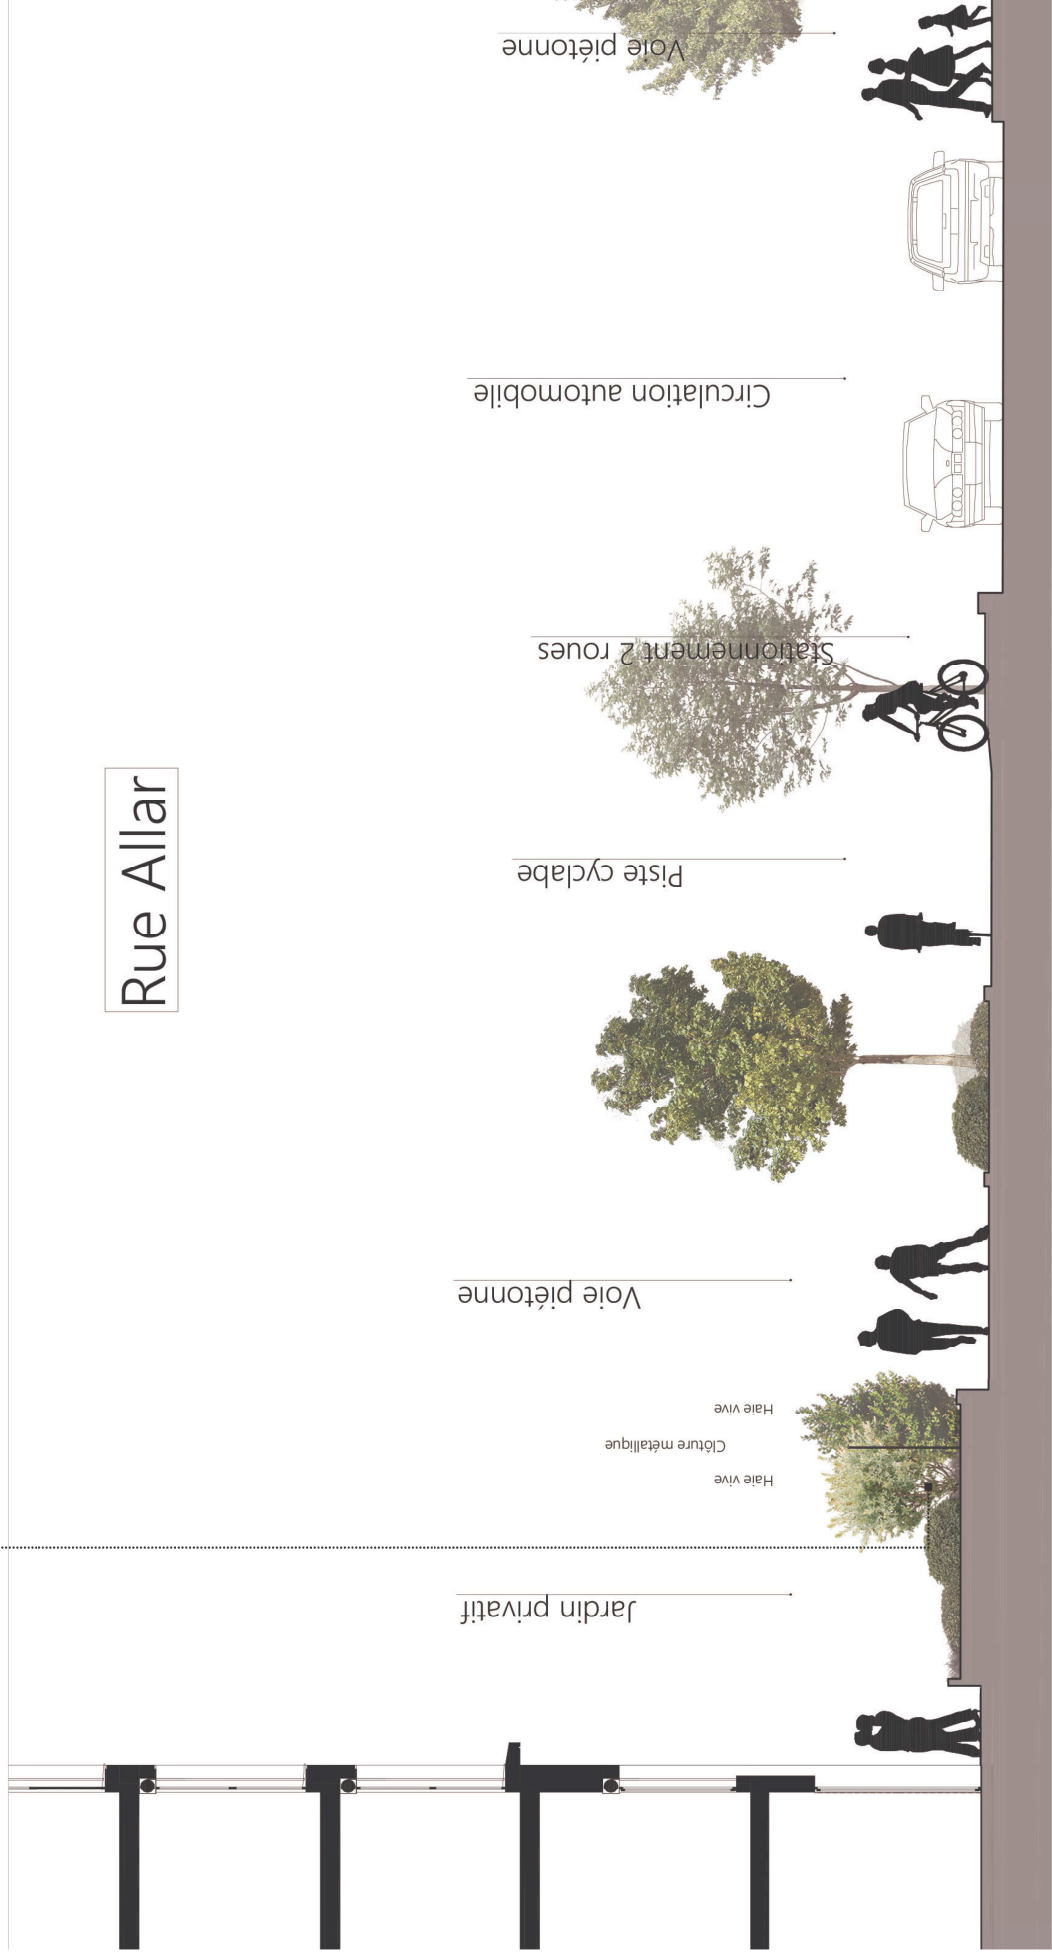 Rue Allar
Jardin privatif
Haie vive
Clôture métallique
Haie vive
Voie piétonne
Piste cyclabe
Stationnement 2 roues
Circulation automobile
Voie piétonne